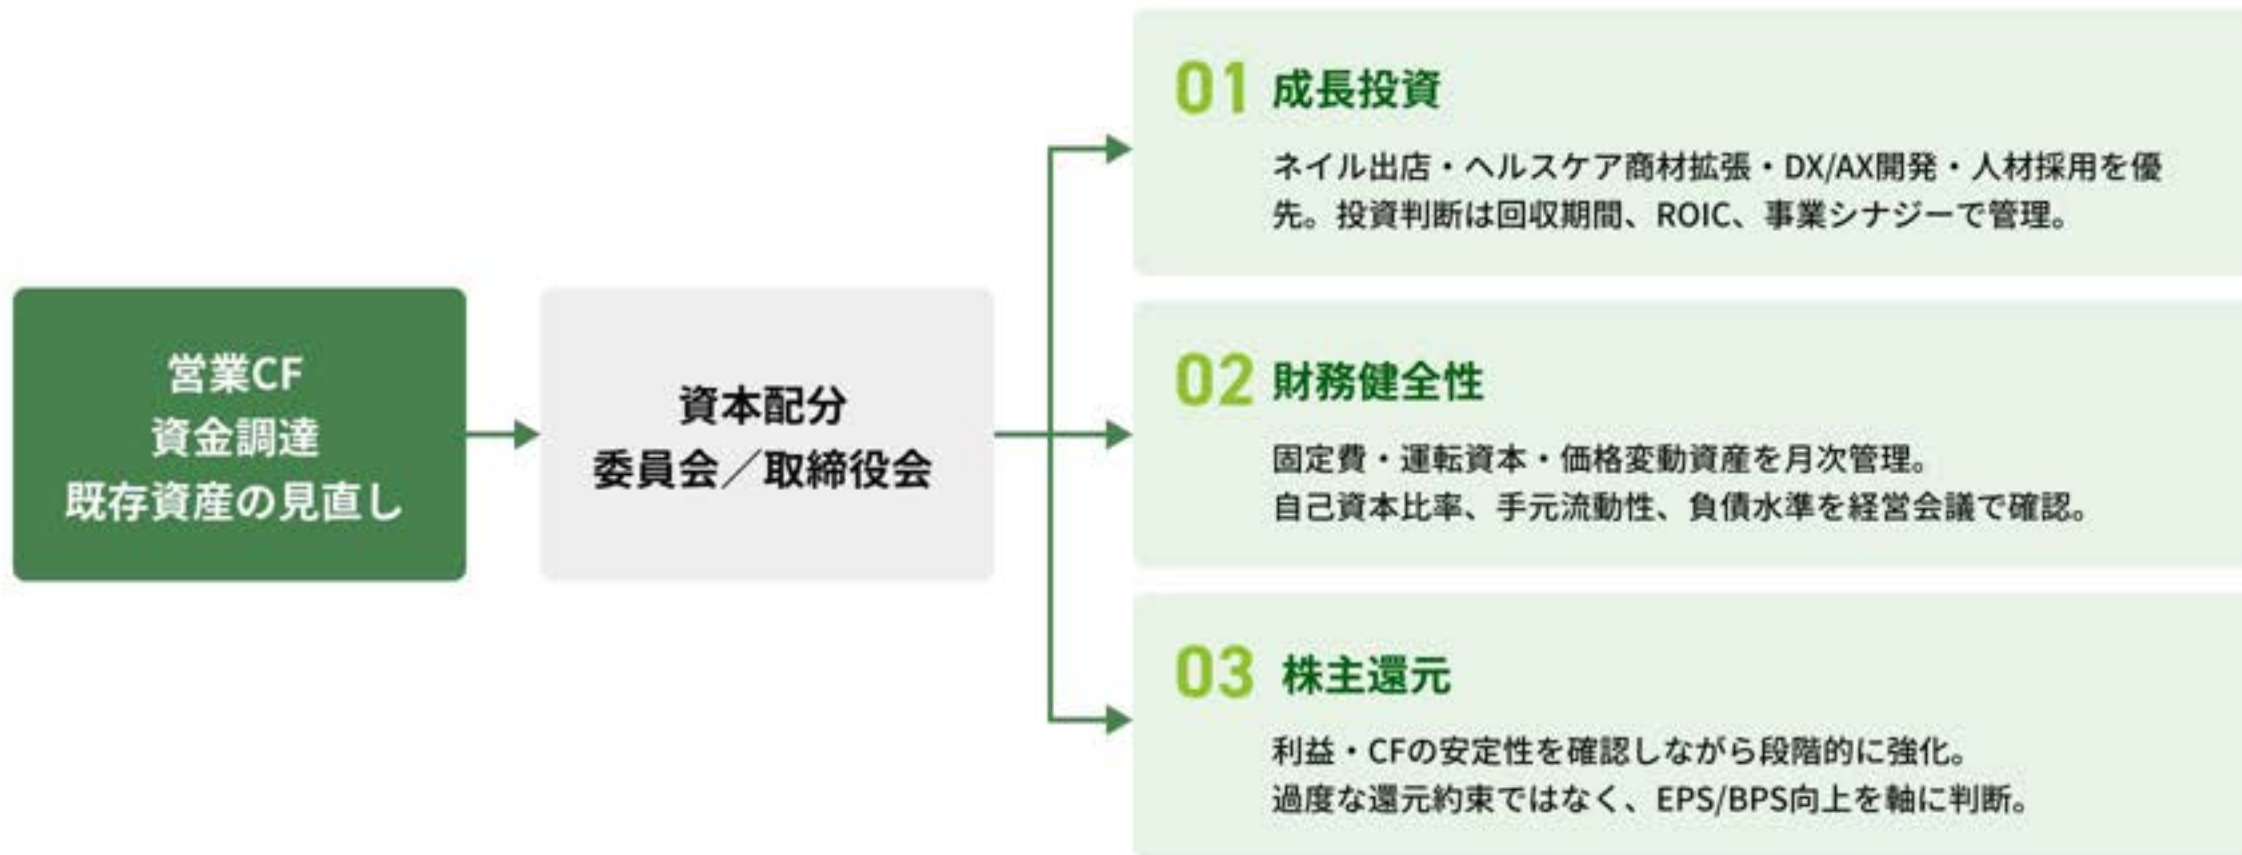 営業CF
資金調達
既存資産の見直し
資本配分
委員会／取締役会
01 成長投資
ネイル出店・ヘルスケア商材拡張・DX/AX開発・人材採用を優
先。投資判断は回収期間、ROIC、事業シナジーで管理。
02 財務健全性
固定費・運転資本・価格変動資産を月次管理。
自己資本比率、手元流動性、負債水準を経営会議で確認。
03 株主還元
利益・CFの安定性を確認しながら段階的に強化。
過度な還元約束ではなく、EPS/BPS向上を軸に判断。